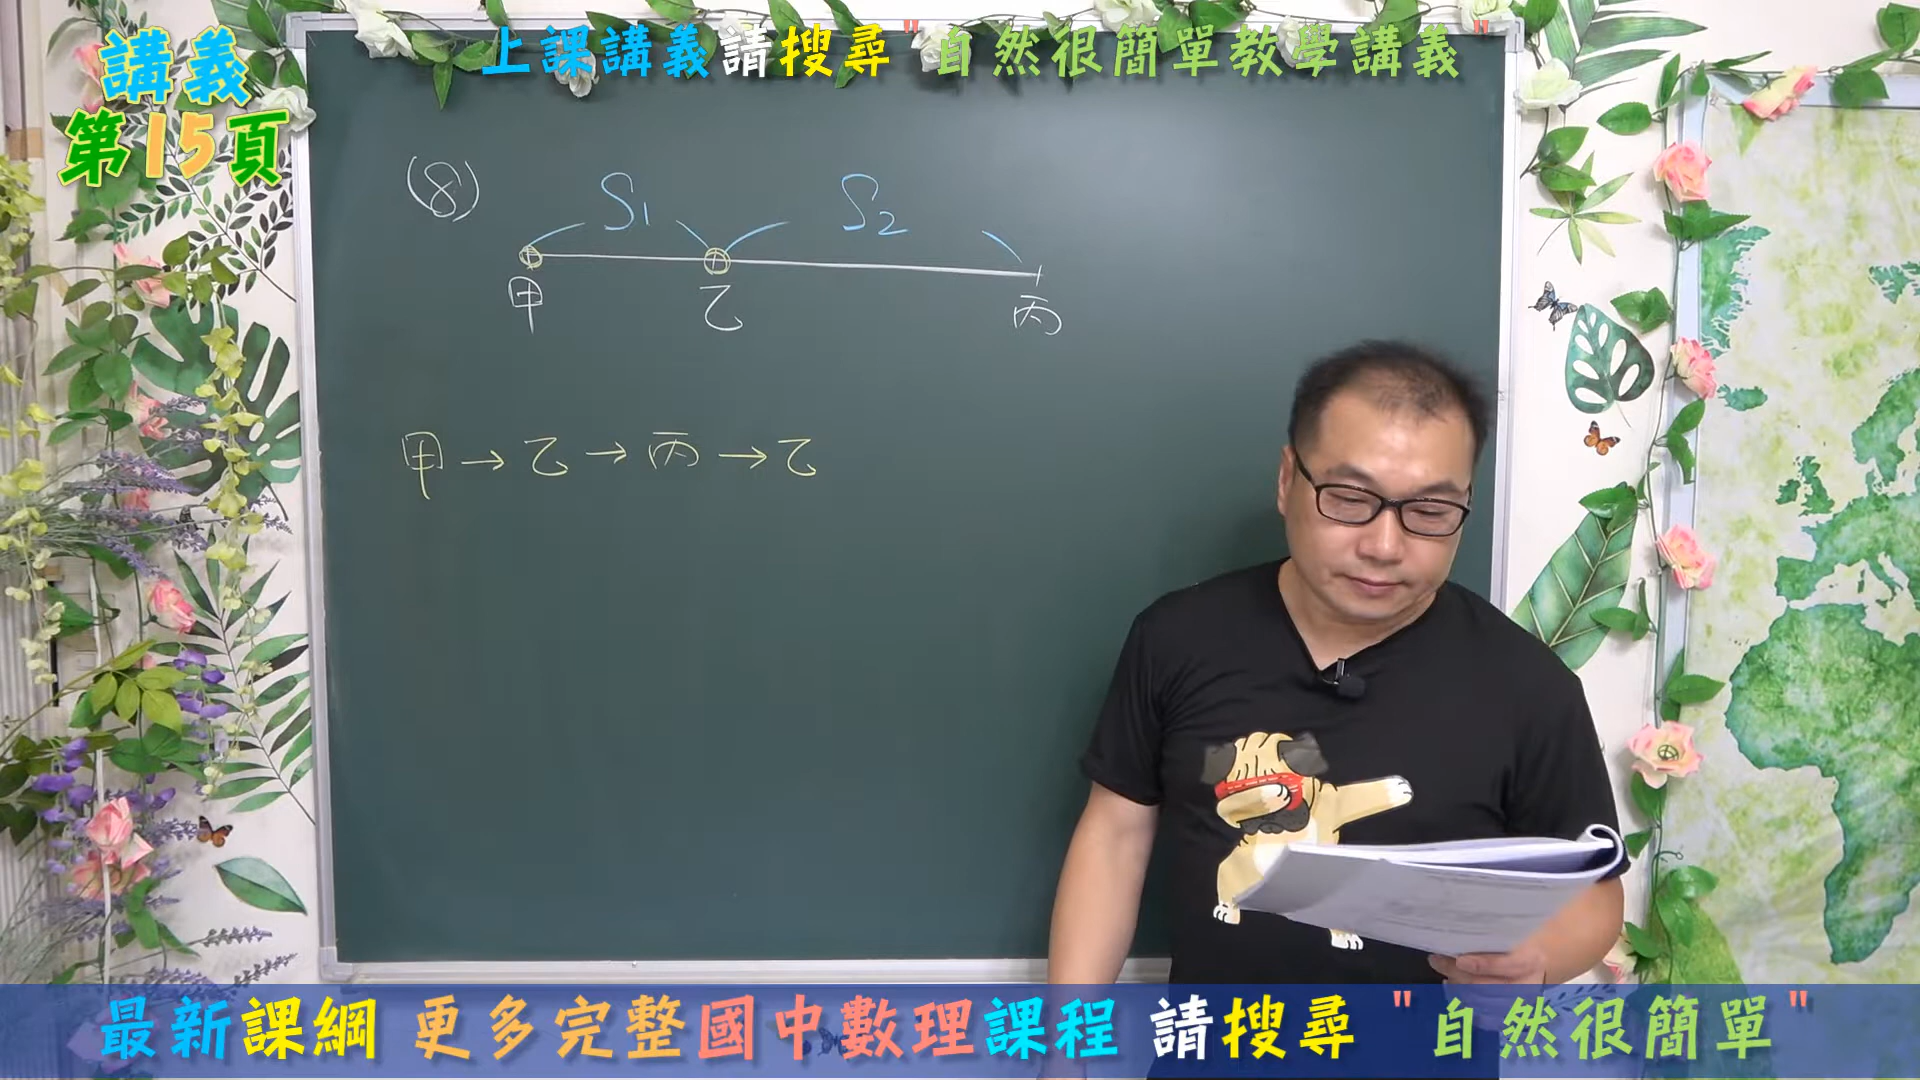 上課講義請搜尋"自然很簡單教學講義"
講義
第15頁
(8)
S1 S2
甲 乙 丙
甲→乙→丙→乙
最新課綱 更多完整國中數理課程 請搜尋"自然很簡單"